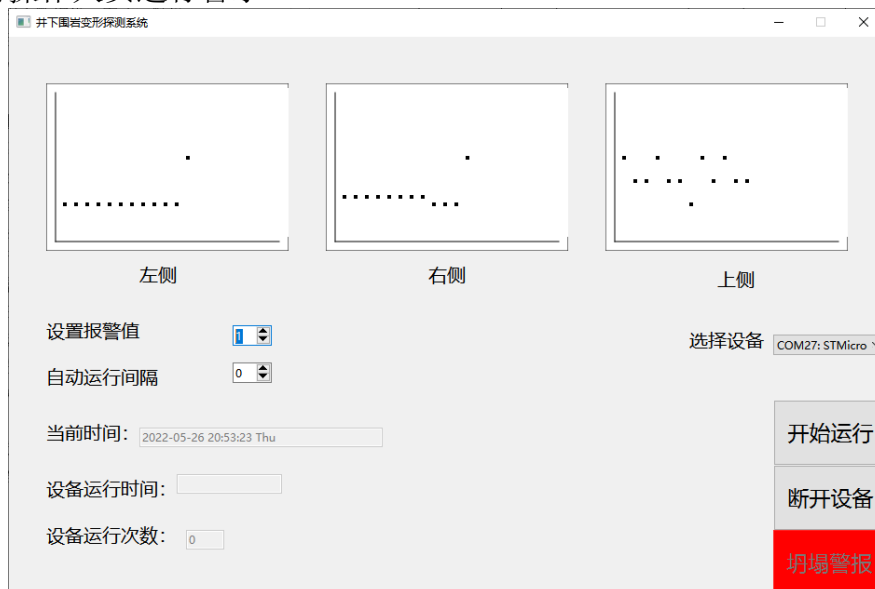 井下围岩变形探测系统
左侧
右侧
上侧
设置报警值
1
选择设备
COM27: STMicro
自动运行间隔
0
当前时间:
2022-05-26 20:53:23 Thu
开始运行
设备运行时间:
断开设备
设备运行次数:
0
坍塌警报